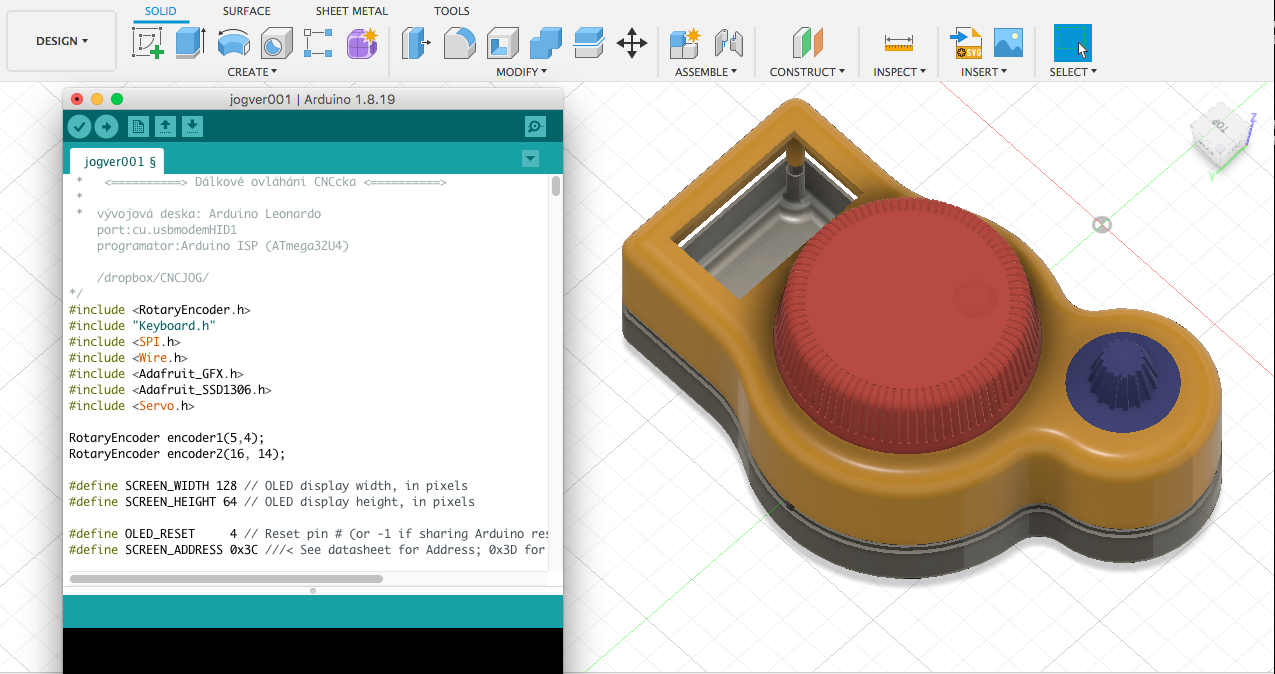 SOLID SURFACE SHEET METAL TOOLS
DESIGN
SVG
CREATE MODIFY ASSEMBLE CONSTRUCT INSPECT INSERT SELECT
jogver001 | Arduino 1.8.19
jogver001 §
* <==========> Dálkové ovláhání CNCcka <==========>
*
* vývojová deska: Arduino Leonardo
port:cu.usbmodemHID1
programator:Arduino ISP (ATmega32U4)
/dropbox/CNCJOG/
*/
#include <RotaryEncoder.h>
#include "Keyboard.h"
#include <SPI.h>
#include <Wire.h>
#include <Adafruit_GFX.h>
#include <Adafruit_SSD1306.h>
#include <Servo.h>
RotaryEncoder encoder1(5,4);
RotaryEncoder encoder2(16, 14);
#define SCREEN_WIDTH 128 // OLED display width, in pixels
#define SCREEN_HEIGHT 64 // OLED display height, in pixels
#define OLED_RESET 4 // Reset pin # (or -1 if sharing Arduino res
#define SCREEN_ADDRESS 0x3C ///< See datasheet for Address; 0x3D for
TOP
Z
Y